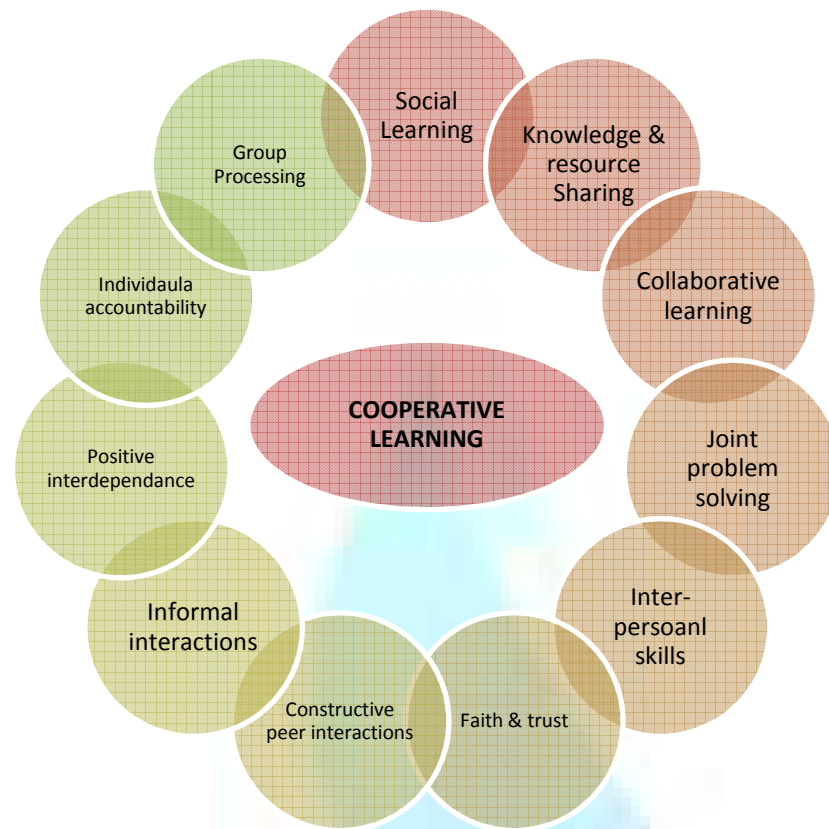 Social
Learning
Knowledge &
resource
Sharing
Collaborative
learning
Joint
problem
solving
Inter-
persoanl
skills
Faith & trust
Constructive
peer interactions
Informal
interactions
Positive
interdependance
Individaula
accountability
Group
Processing
COOPERATIVE
LEARNING